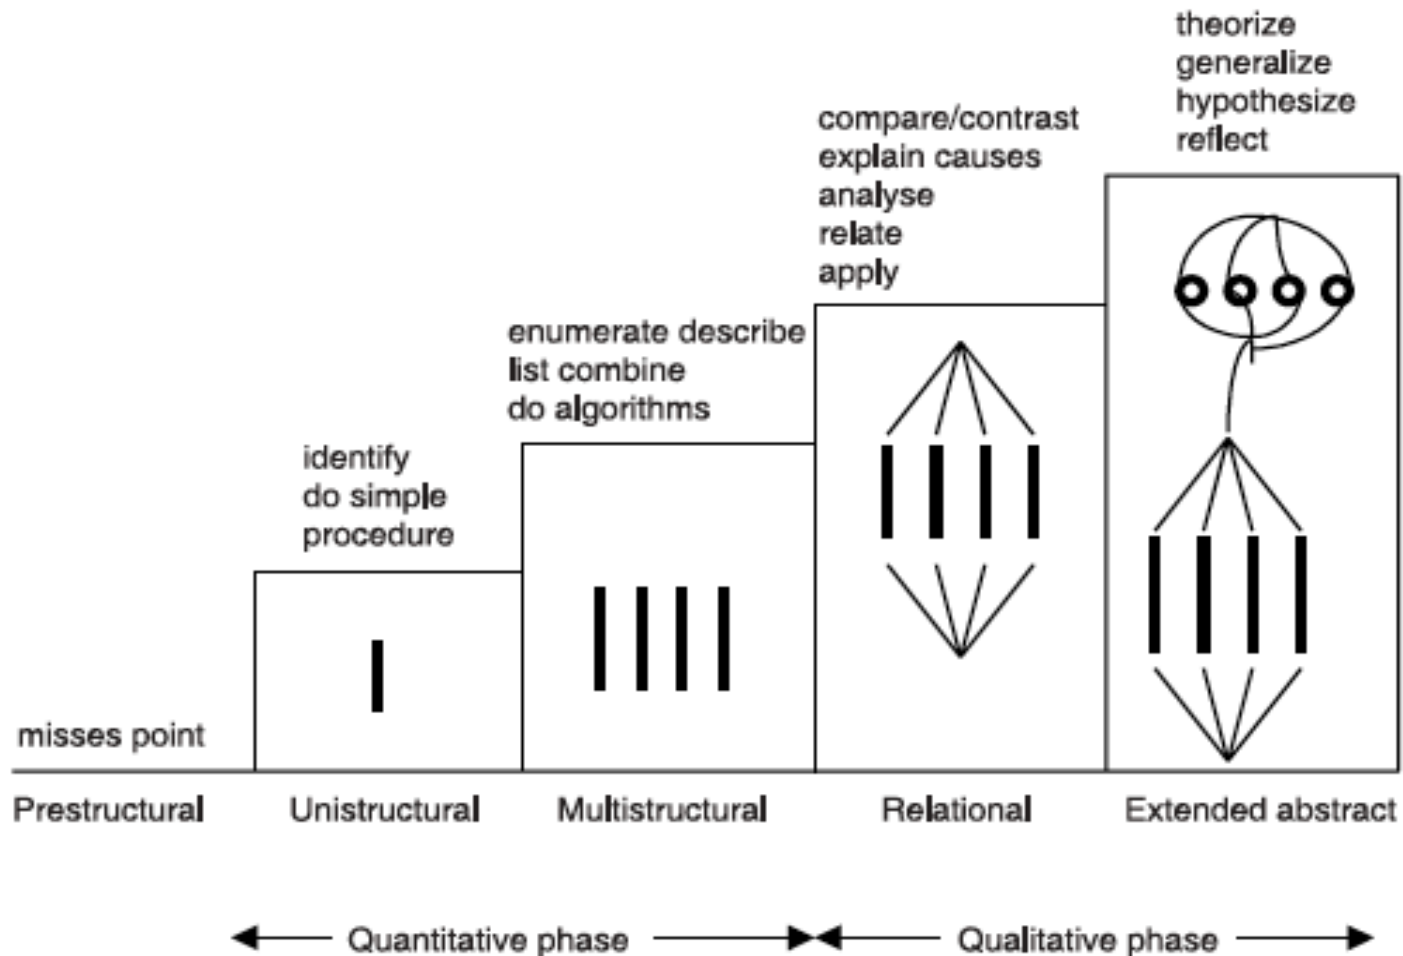 theorize
generalize
hypothesize
reflect
compare/contrast
explain causes
analyse
relate
apply
enumerate describe
list combine
do algorithms
identify
do simple
procedure
misses point
Prestructural
Unistructural
Multistructural
Relational
Extended abstract
Quantitative phase
Qualitative phase